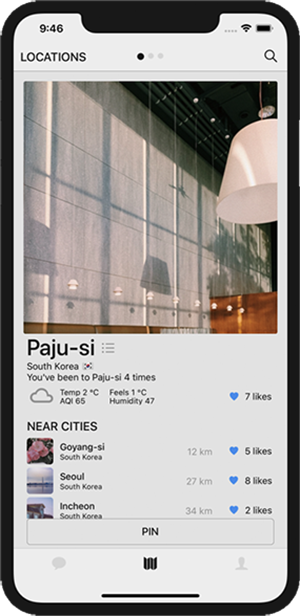 9:46
LOCATIONS
Paju-si
South Korea 🇰🇷
You've been to Paju-si 4 times
Temp 2 °C Feels 1 °C
AQI 65 Humidity 47
7 likes
NEAR CITIES
Goyang-si
South Korea
12 km
5 likes
Seoul
South Korea
27 km
8 likes
Incheon
South Korea
34 km
2 likes
PIN